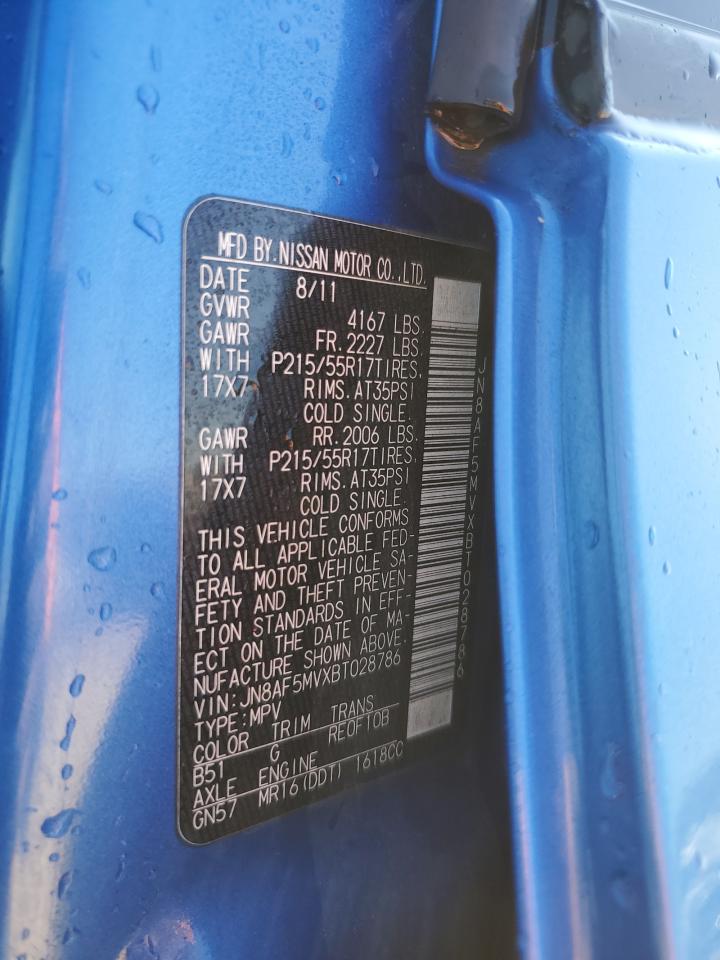 MFD BY.NISSAN MOTOR CO.,LTD.
DATE 8/11
GVWR 4167 LBS.
GAWR FR.2227 LBS.
WITH P215/55R17TIRES,
17X7 RIMS.AT35PSI
COLD SINGLE.
GAWR RR.2006 LBS.
WITH P215/55R17TIRES,
17X7 RIMS.AT35PSI
COLD SINGLE.
THIS VEHICLE CONFORMS
TO ALL APPLICABLE FED-
ERAL MOTOR VEHICLE SA-
FETY AND THEFT PREVEN-
TION STANDARDS IN EFF-
ECT ON THE DATE OF MA-
NUFACTURE SHOWN ABOVE.
VIN:JN8AF5MVXBT028786
TYPE:MPV
COLOR TRIM TRANS
B51 G RE0F10B
AXLE ENGINE
GN57 MR16(DDT) 1618CC
JN8AF5MVXBT028786